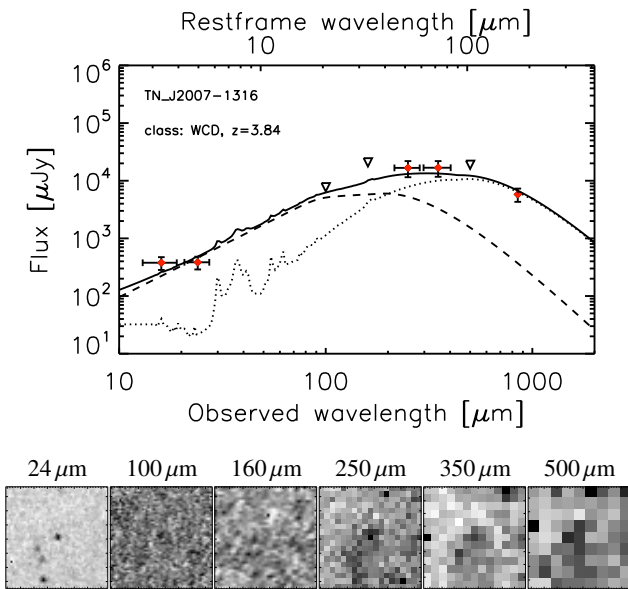 Restframe wavelength [μm]
10 100
10^6
TN_J2007-1316
10^5
class: WCD, z=3.84
10^4
Flux [μJy]
10^3
10^2
10^1
10 100 1000
Observed wavelength [μm]
24 μm 100 μm 160 μm 250 μm 350 μm 500 μm